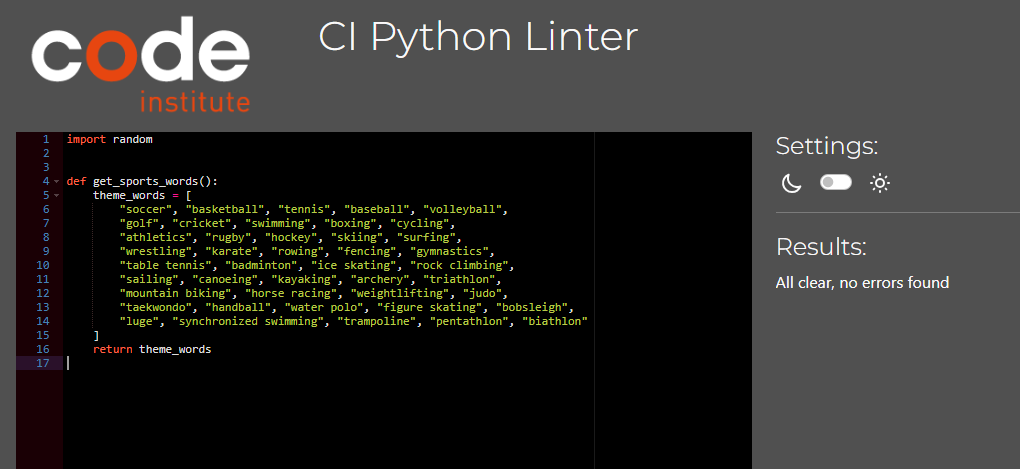 code
institute
CI Python Linter
1 import random
2
3
4 def get_sports_words():
5     theme_words = [
6         "soccer", "basketball", "tennis", "baseball", "volleyball",
7         "golf", "cricket", "swimming", "boxing", "cycling",
8         "athletics", "rugby", "hockey", "skiing", "surfing",
9         "wrestling", "karate", "rowing", "fencing", "gymnastics",
10         "table tennis", "badminton", "ice skating", "rock climbing",
11         "sailing", "canoeing", "kayaking", "archery", "triathlon",
12         "mountain biking", "horse racing", "weightlifting", "judo",
13         "taekwondo", "handball", "water polo", "figure skating", "bobsleigh",
14         "luge", "synchronized swimming", "trampoline", "pentathlon", "biathlon"
15     ]
16     return theme_words
17
Settings:
Results:
All clear, no errors found